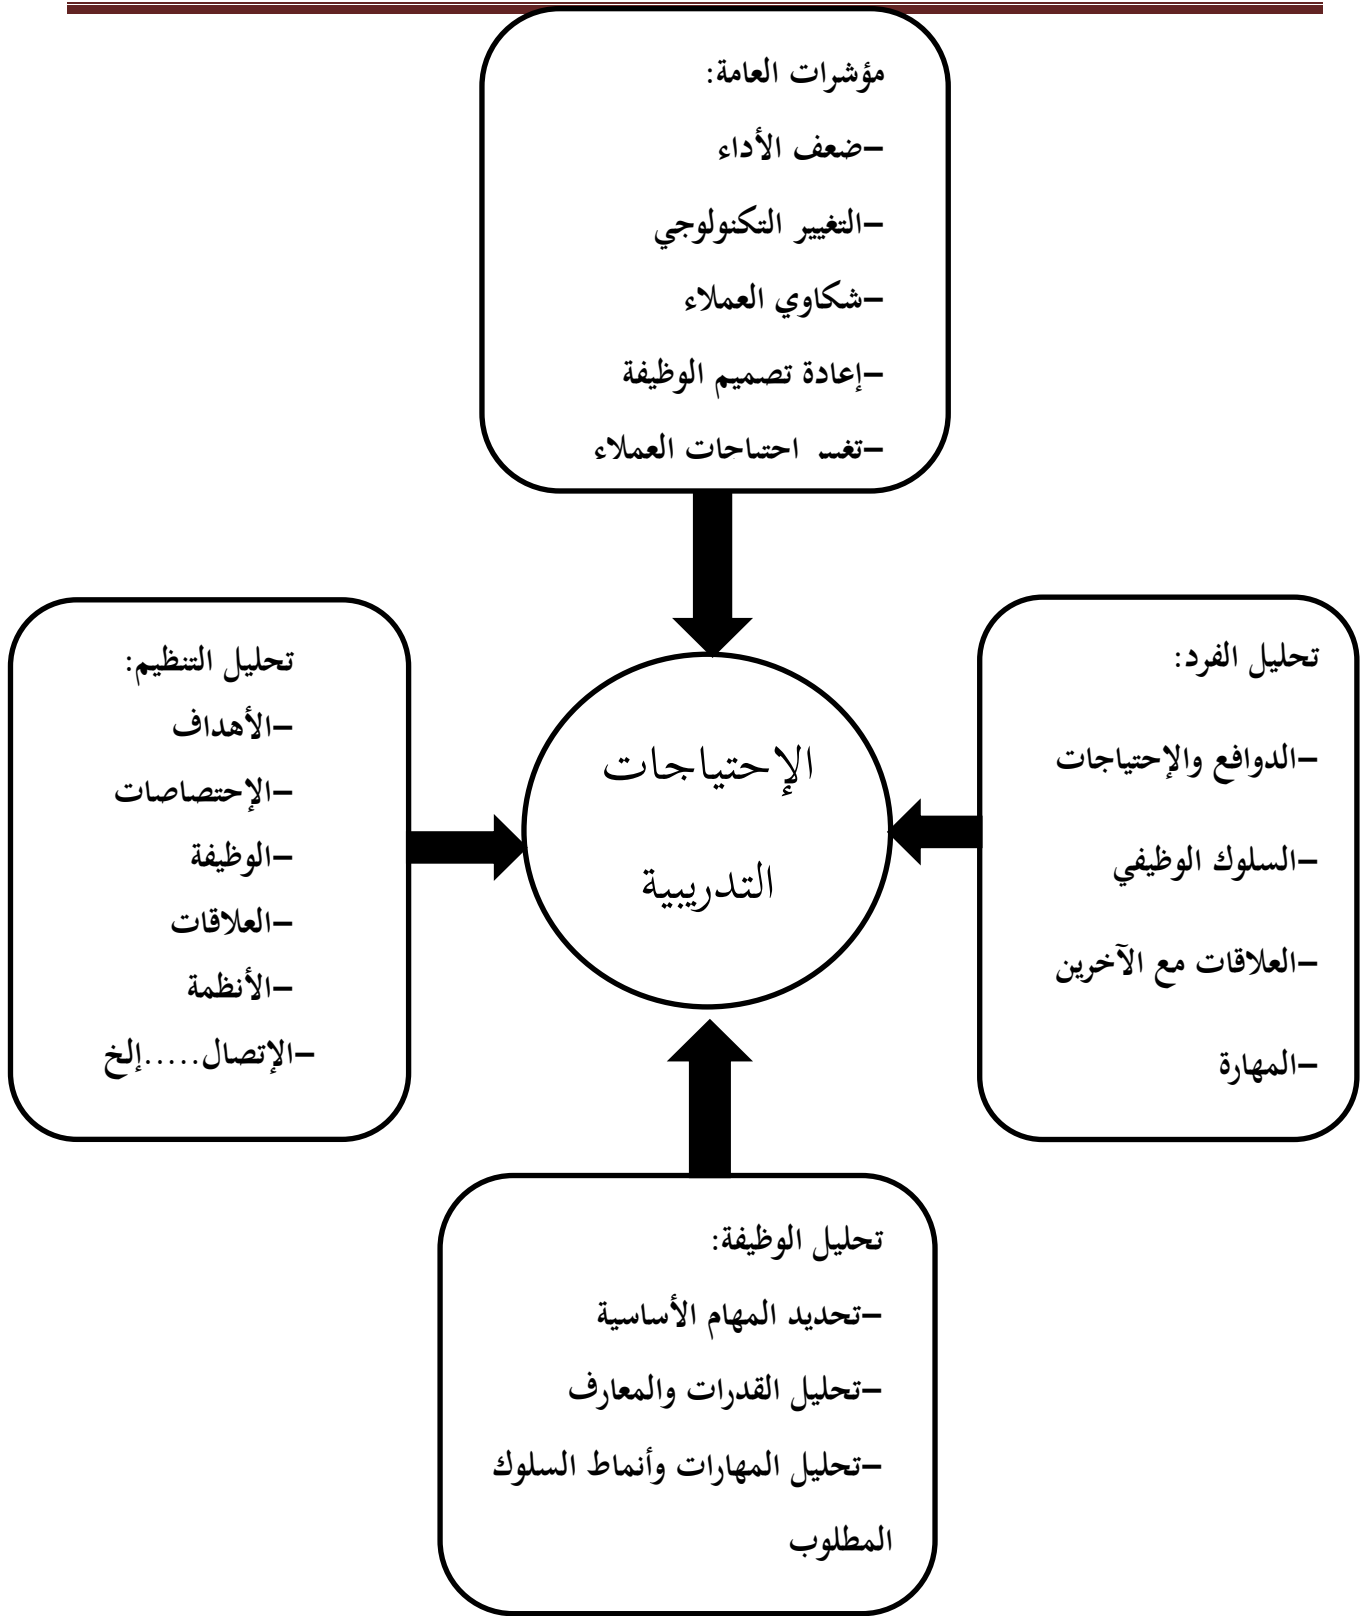 مؤشرات العامة:
–ضعف الأداء
–التغيير التكنولوجي
–شكاوي العملاء
–إعادة تصميم الوظيفة
–تغيير احتياجات العملاء
تحليل الفرد:
–الدوافع والإحتياجات
–السلوك الوظيفي
–العلاقات مع الآخرين
–المهارة
الإحتياجات
التدريبية
تحليل التنظيم:
–الأهداف
–الإحتصاصات
–الوظيفة
–العلاقات
–الأنظمة
–الإتصال.....إلخ
تحليل الوظيفة:
–تحديد المهام الأساسية
–تحليل القدرات والمعارف
–تحليل المهارات وأنماط السلوك
المطلوب